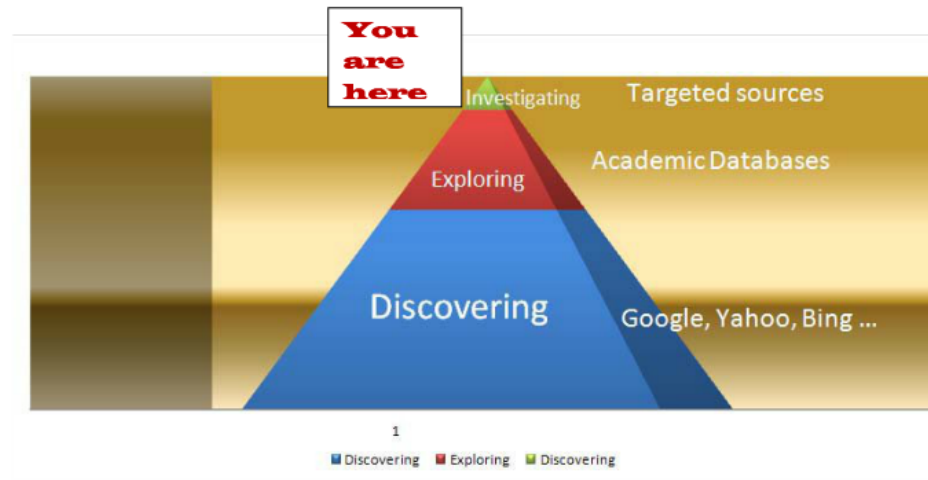 You
are
here
Investigating
Targeted sources
Exploring
Academic Databases
Discovering
Google, Yahoo, Bing ...
1
Discovering Exploring Discovering